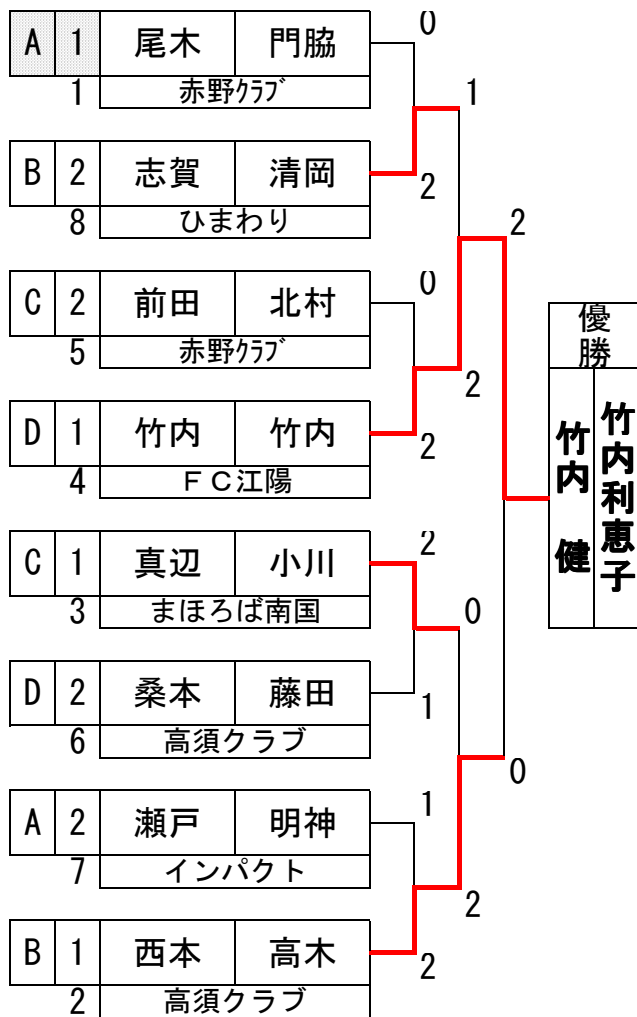 A 1 尾木 門脇 0
1 赤野ｸﾗﾌﾞ 1
B 2 志賀 清岡 2
8 ひまわり 2
C 2 前田 北村 0
5 赤野ｸﾗﾌﾞ 2
D 1 竹内 竹内 2
4 ＦＣ江陽
優勝
竹内 健
竹内利恵子
C 1 真辺 小川 2
3 まほろば南国 0
D 2 桑本 藤田 1
6 高須クラブ 0
A 2 瀬戸 明神 1
7 インパクト 2
B 1 西本 高木 2
2 高須クラブ